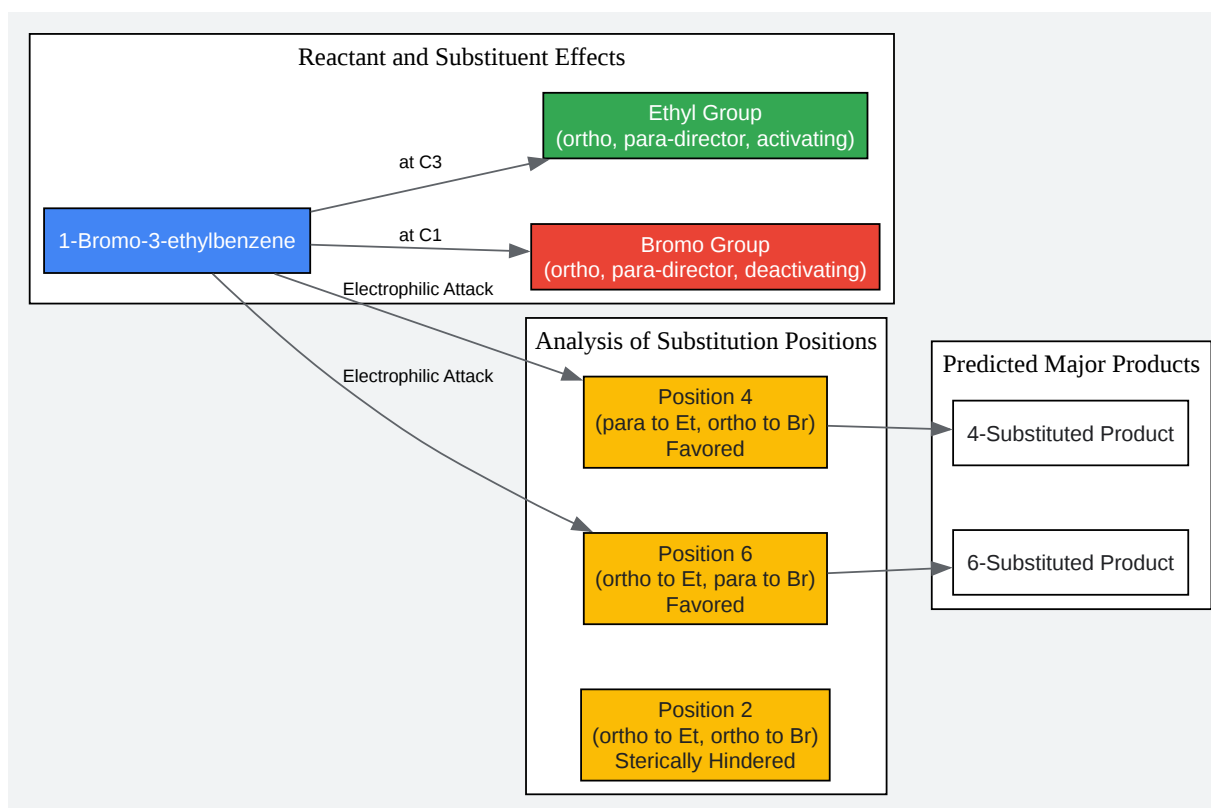 Reactant and Substituent Effects
Ethyl Group
(ortho, para-director, activating)
at C3
1-Bromo-3-ethylbenzene
at C1
Bromo Group
(ortho, para-director, deactivating)
Electrophilic Attack
Electrophilic Attack
Analysis of Substitution Positions
Position 4
(para to Et, ortho to Br)
Favored
Position 6
(ortho to Et, para to Br)
Favored
Position 2
(ortho to Et, ortho to Br)
Sterically Hindered
Predicted Major Products
4-Substituted Product
6-Substituted Product